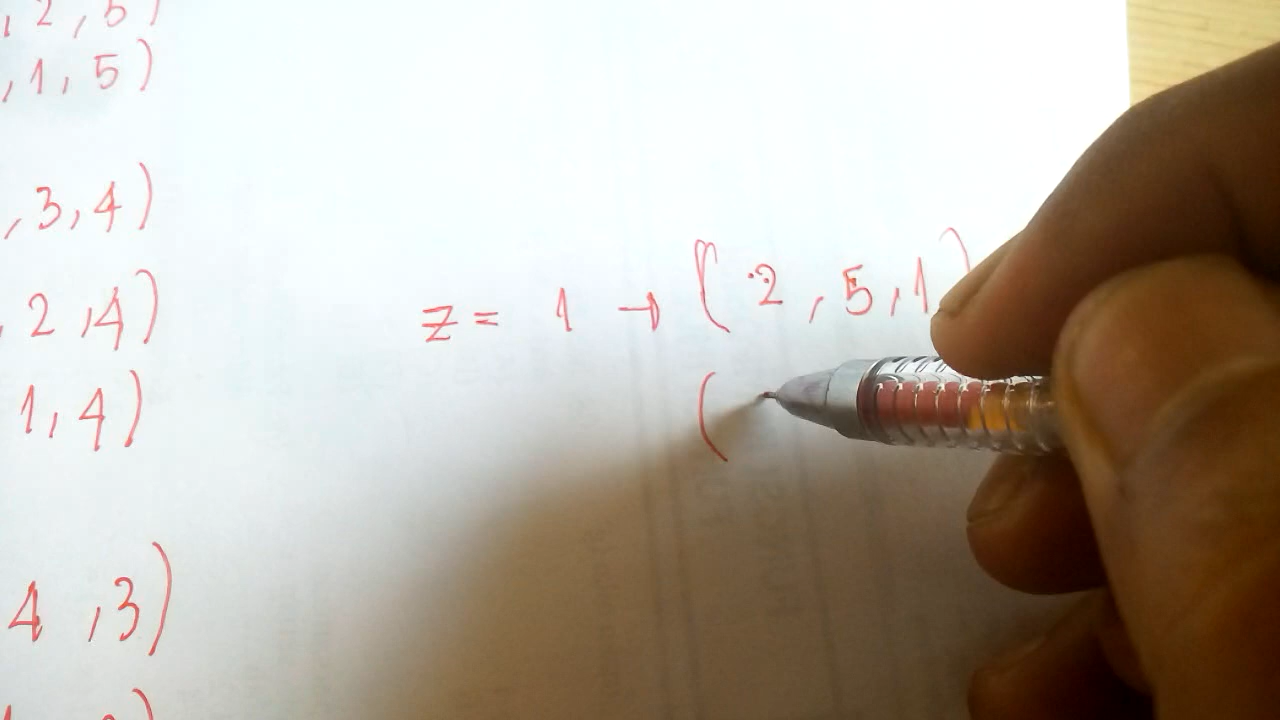 , 2, 5)
, 1, 5)
, 3, 4)
, 2, 4)
1, 4)
4, 3)
z = 1 → (2, 5, 1)
(